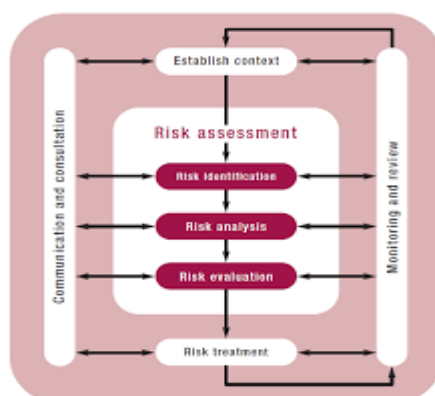 Establish context
Risk assessment
Risk identification
Risk analysis
Risk evaluation
Risk treatment
Communication and consultation
Monitoring and review